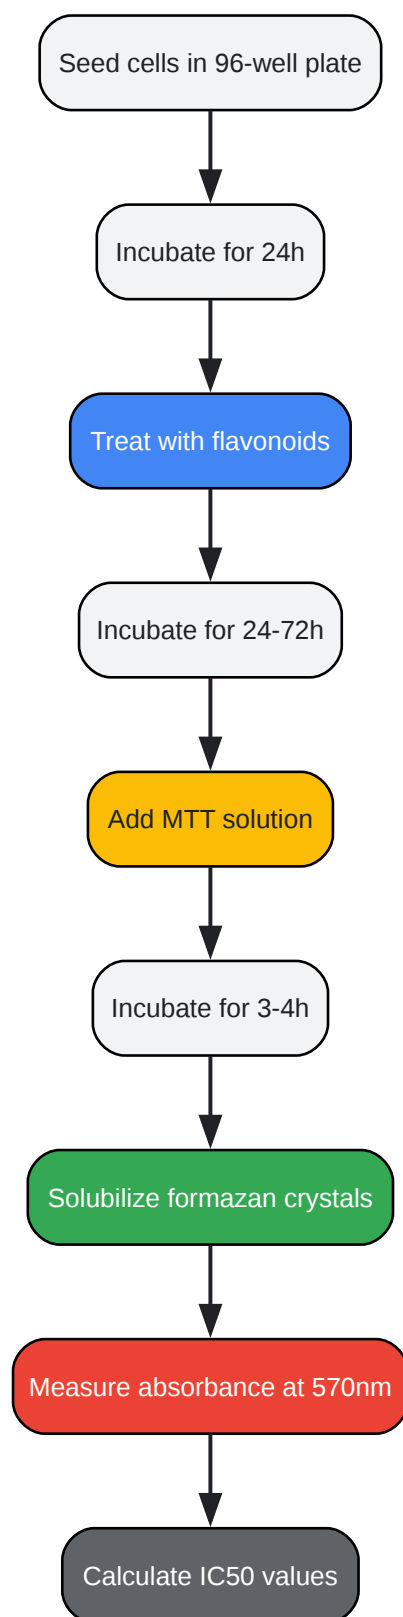 Seed cells in 96-well plate
Incubate for 24h
Treat with flavonoids
Incubate for 24-72h
Add MTT solution
Incubate for 3-4h
Solubilize formazan crystals
Measure absorbance at 570nm
Calculate IC50 values